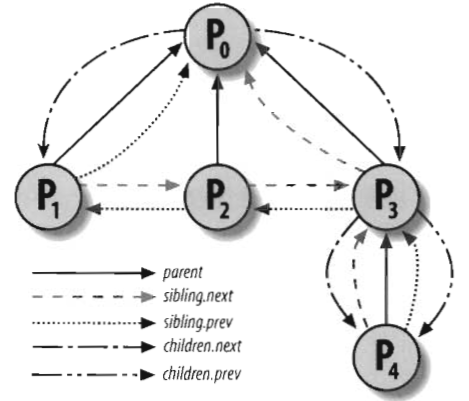 P0
P1
P2
P3
parent
sibling.next
sibling.prev
children.next
children.prev
P4